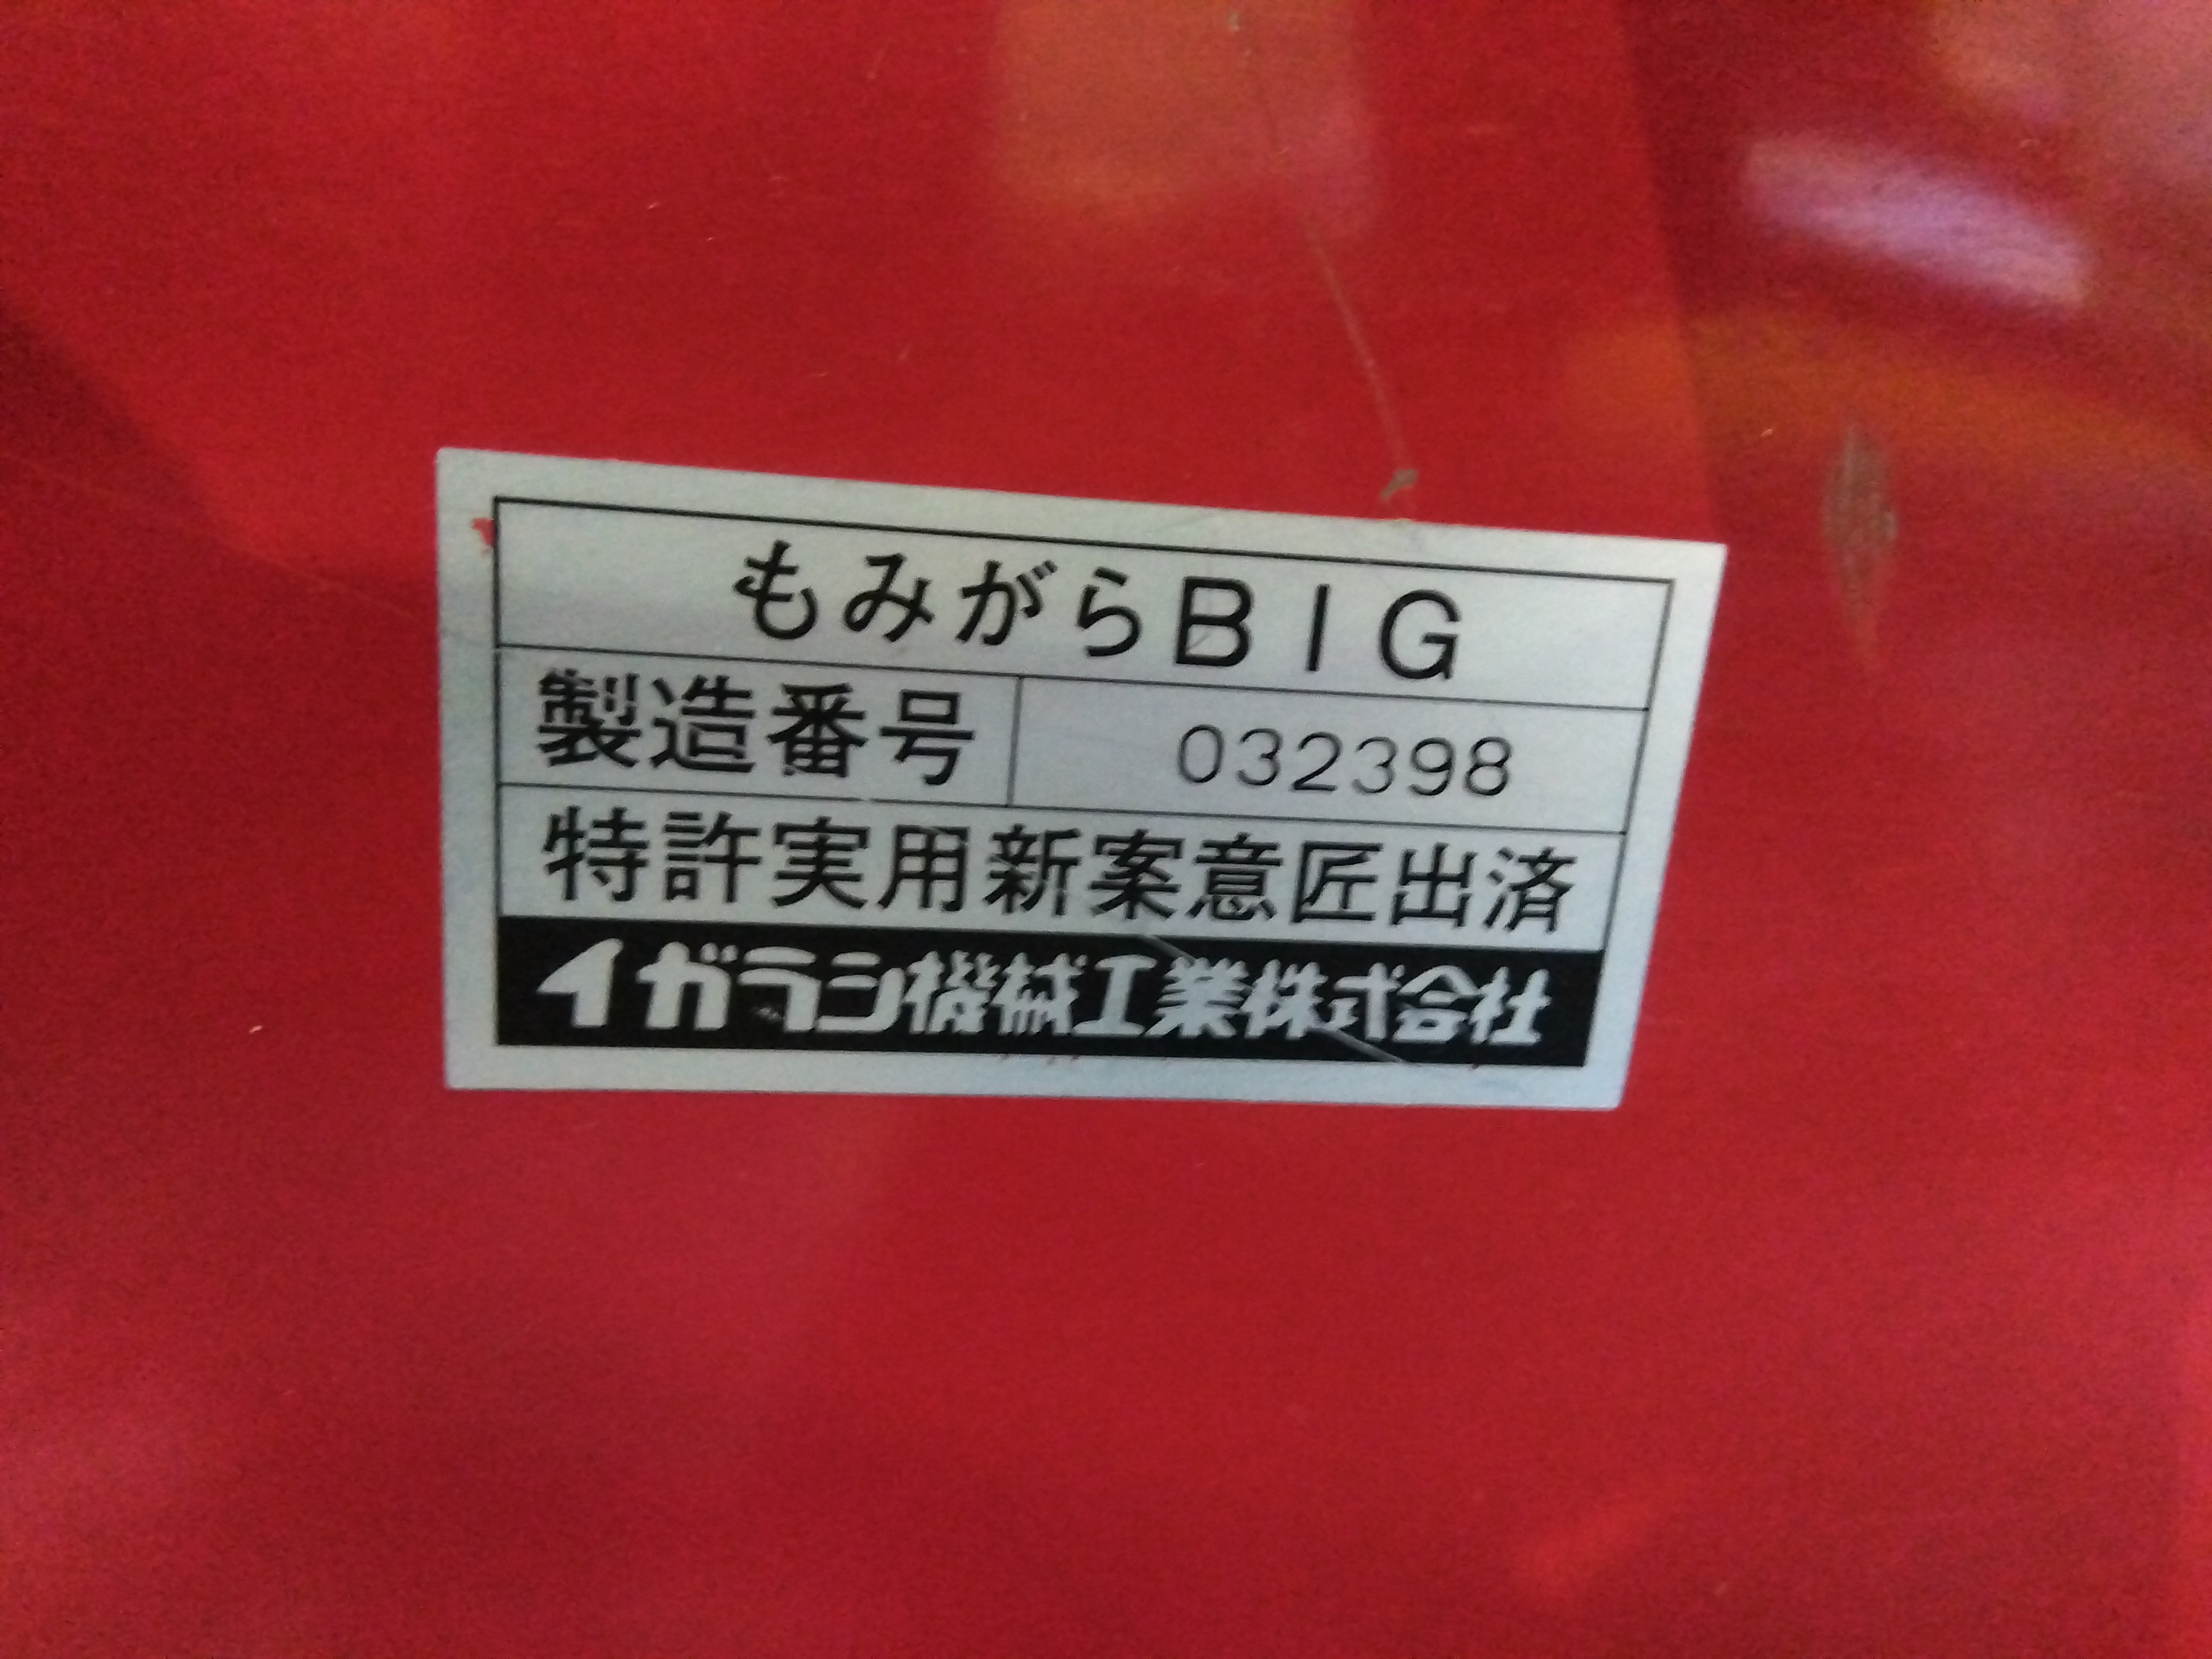 もみがらBIG
製造番号 032398
特許実用新案意匠出済
イガラシ機械工業株式会社